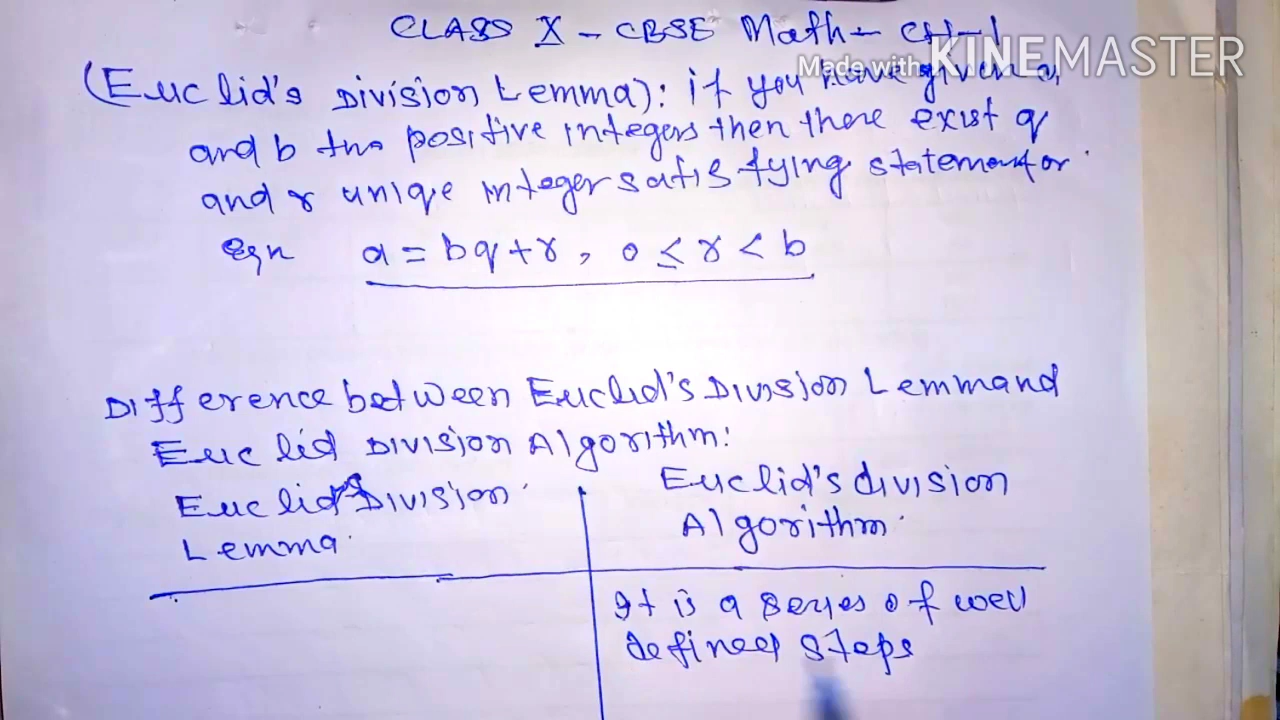 CLASS X - CBSE Math - CH-1
Made with KINEMASTER
(Euclid's Division Lemma): if you have given a
and b two positive integers then there exist q
and r unique integer satisfying statement or
eqn a = bq + r, 0 ≤ r < b
Difference between Euclid's Division Lemmand
Euclid Division Algorithm:
Euclid's Division
Lemma
Euclid's division
Algorithm
It is a series of well
defined steps